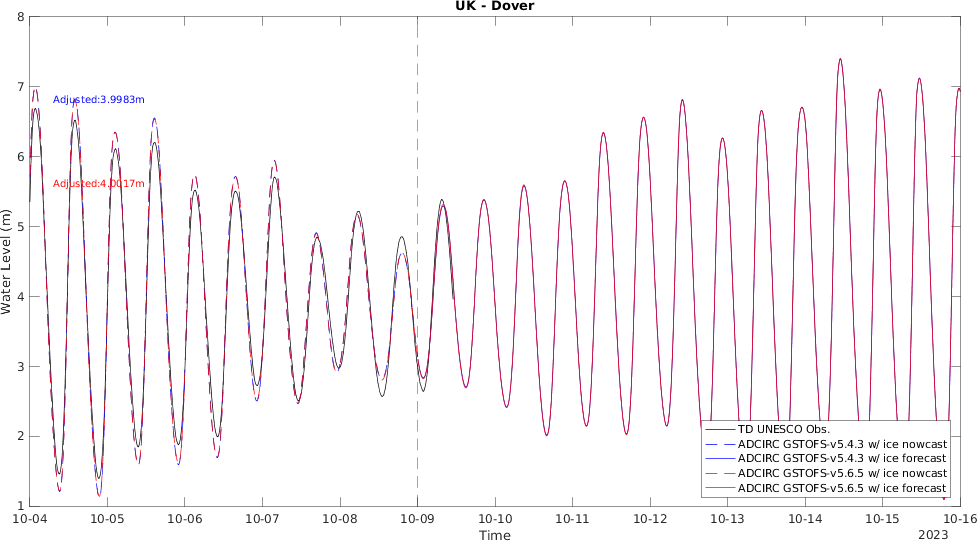 UK - Dover
8
7
6
5
4
3
2
1
Water Level (m)
Adjusted:3.9983m
Adjusted:4.0017m
TD UNESCO Obs.
ADCIRC GSTOFS-v5.4.3 w/ ice nowcast
ADCIRC GSTOFS-v5.4.3 w/ ice forecast
ADCIRC GSTOFS-v5.6.5 w/ ice nowcast
ADCIRC GSTOFS-v5.6.5 w/ ice forecast
10-04 10-05 10-06 10-07 10-08 10-09 10-10 10-11 10-12 10-13 10-14 10-15 10-16
Time
2023